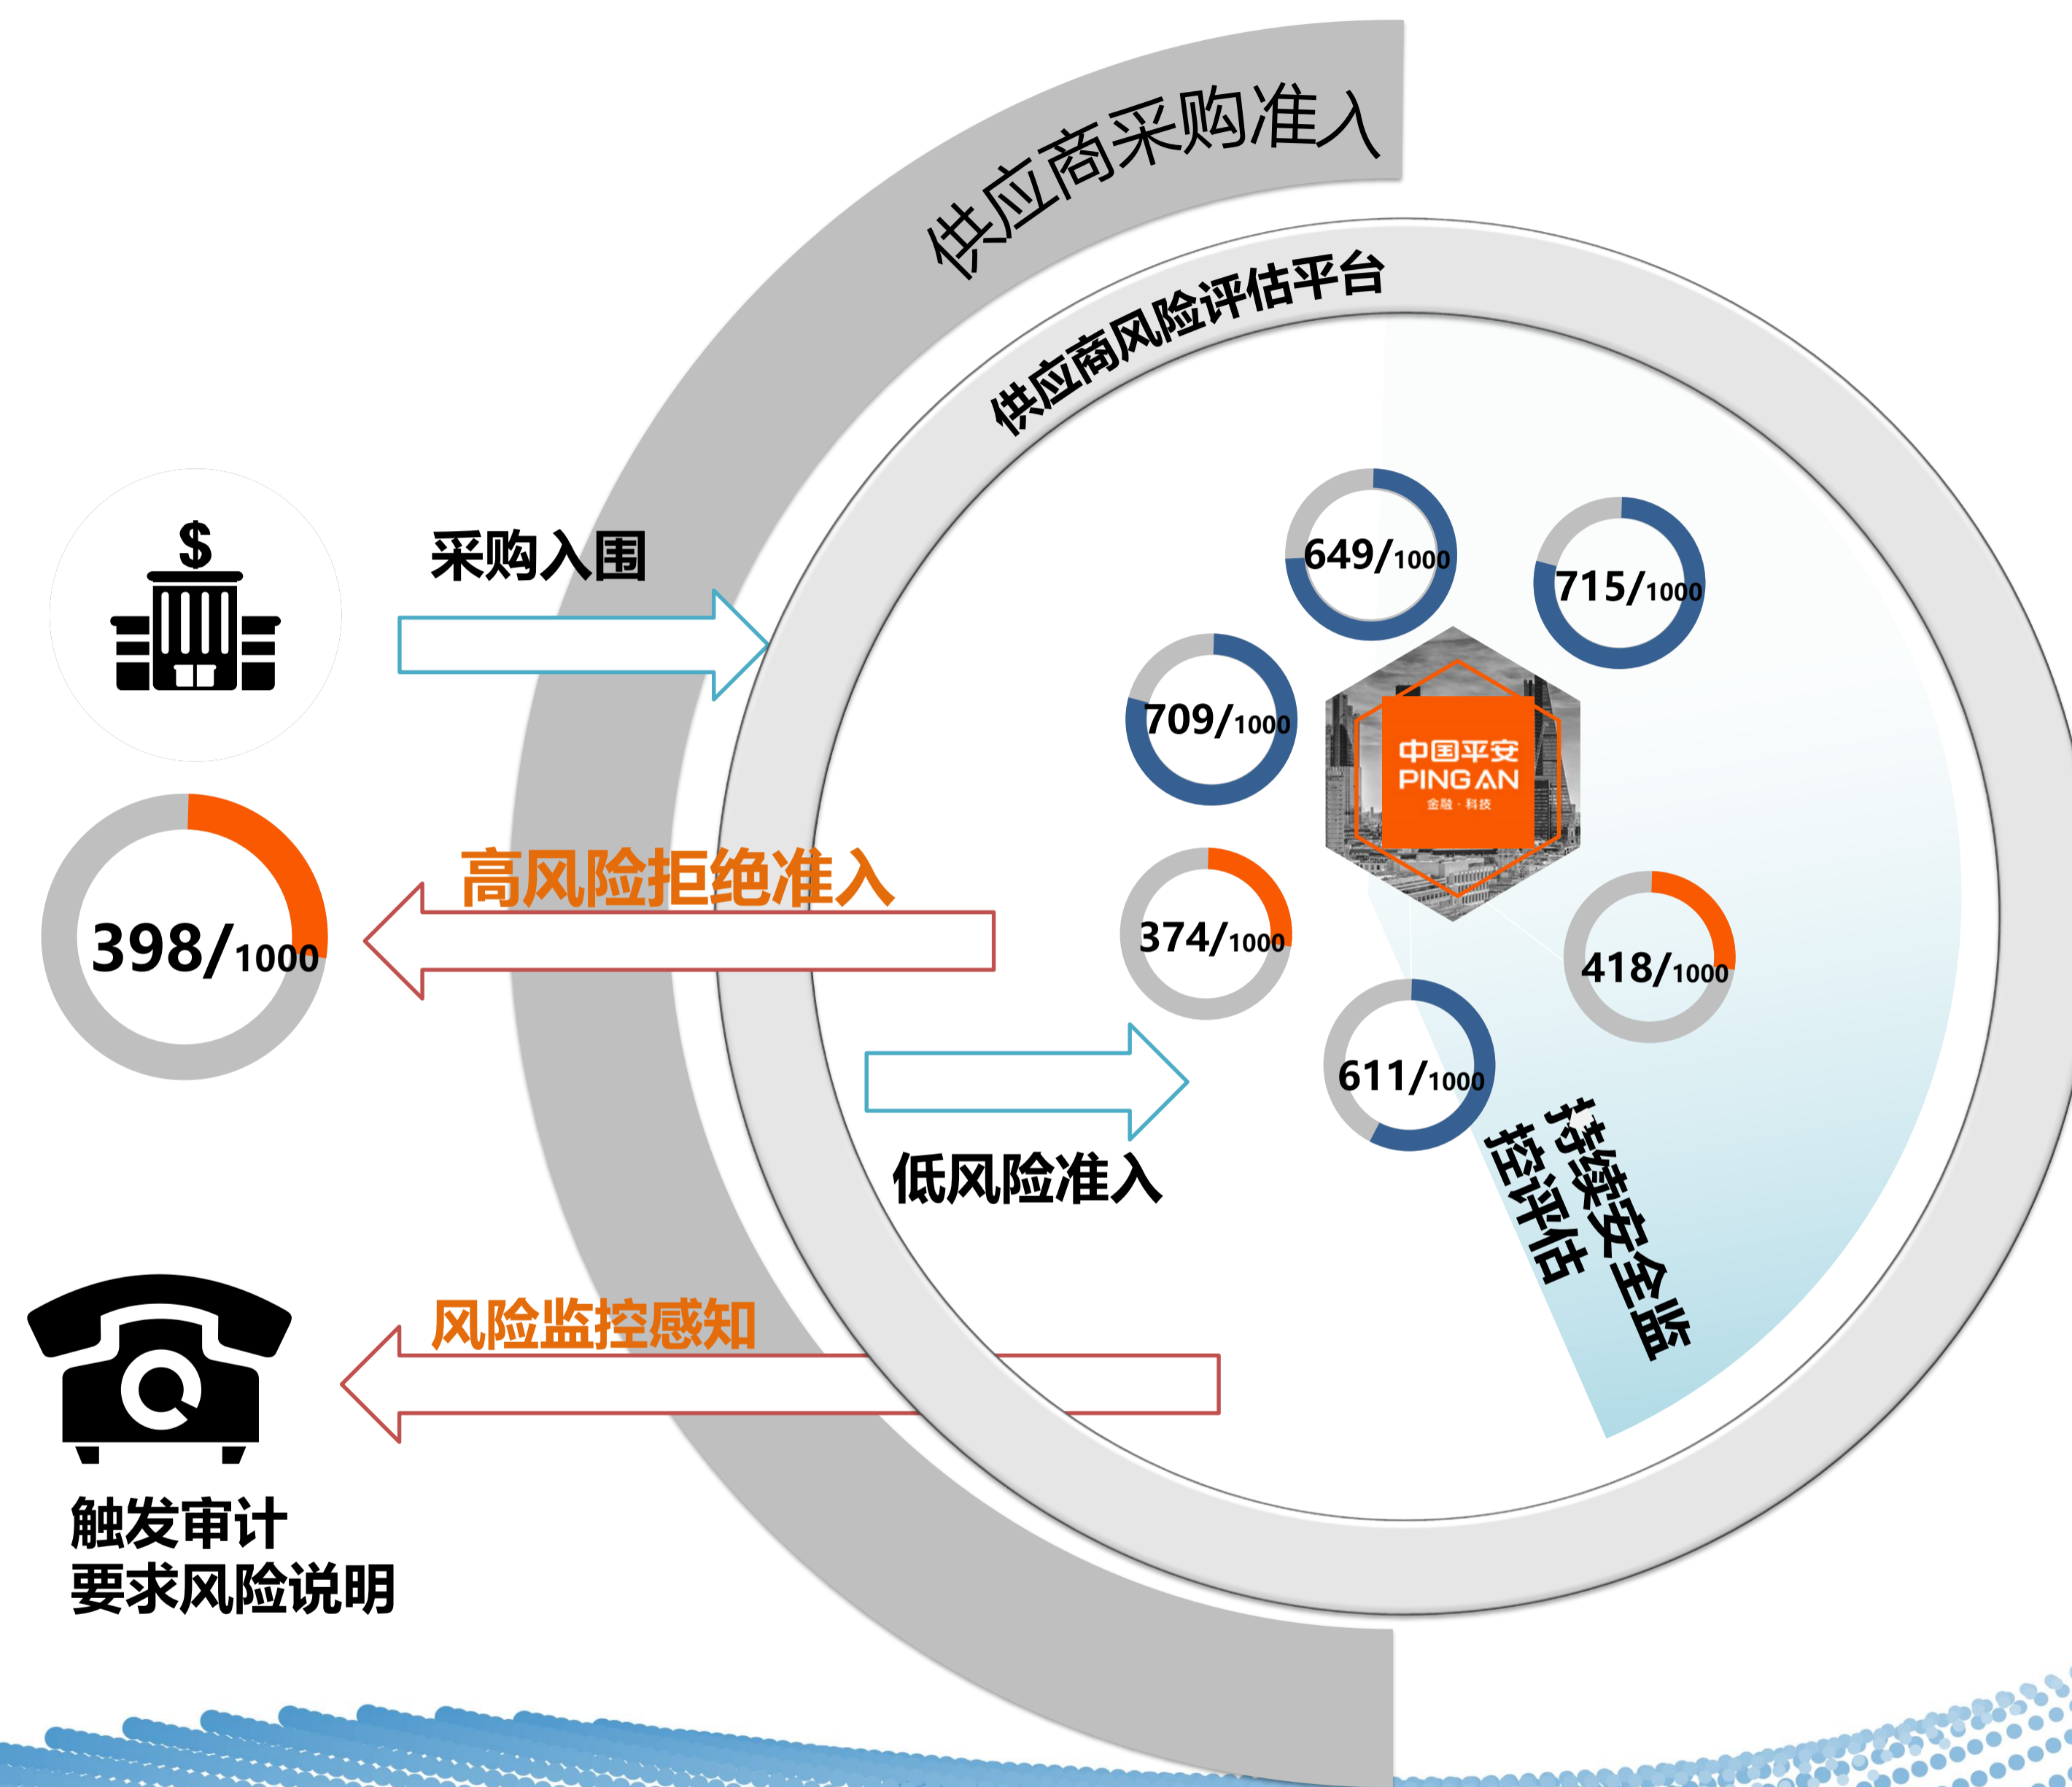 供应商采购准入
供应商风险评估平台
采购入围
649/1000
715/1000
709/1000
中国平安
PINGAN
金融·科技
高风险拒绝准入
398/1000
374/1000
418/1000
611/1000
低风险准入
持续安全监
控评估
风险监控感知
触发审计
要求风险说明